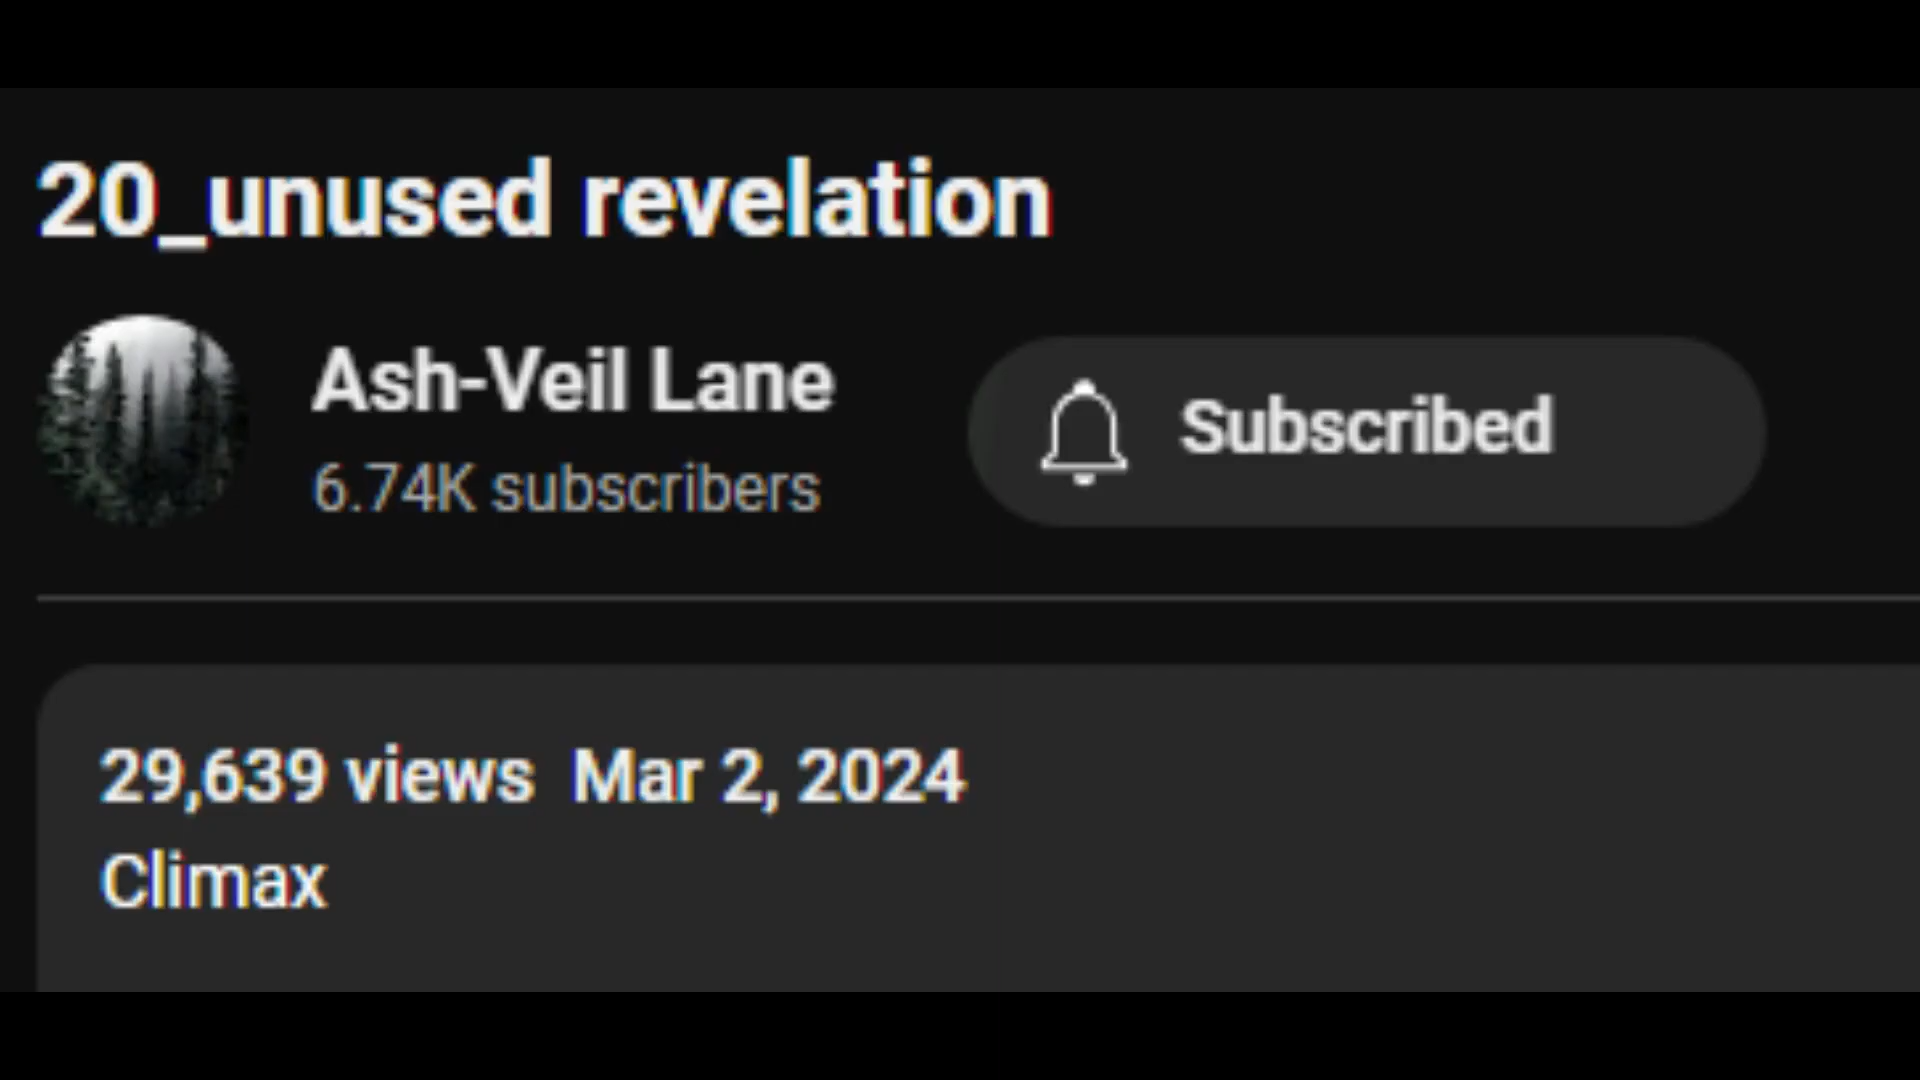 20_unused revelation
Ash-Veil Lane
Subscribed
6.74K subscribers
29,639 views  Mar 2, 2024
Climax